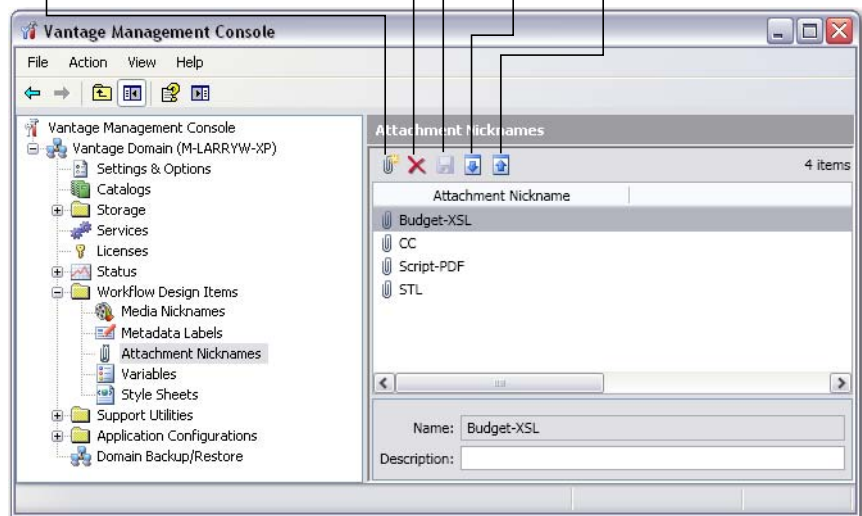 Vantage Management Console
File Action View Help
Vantage Management Console
Vantage Domain (M-LARRYW-XP)
Settings & Options
Catalogs
Storage
Services
Licenses
Status
Workflow Design Items
Media Nicknames
Metadata Labels
Attachment Nicknames
Variables
Style Sheets
Support Utilities
Application Configurations
Domain Backup/Restore
Attachment Nicknames
4 items
Attachment Nickname
Budget-XSL
CC
Script-PDF
STL
Name: Budget-XSL
Description: